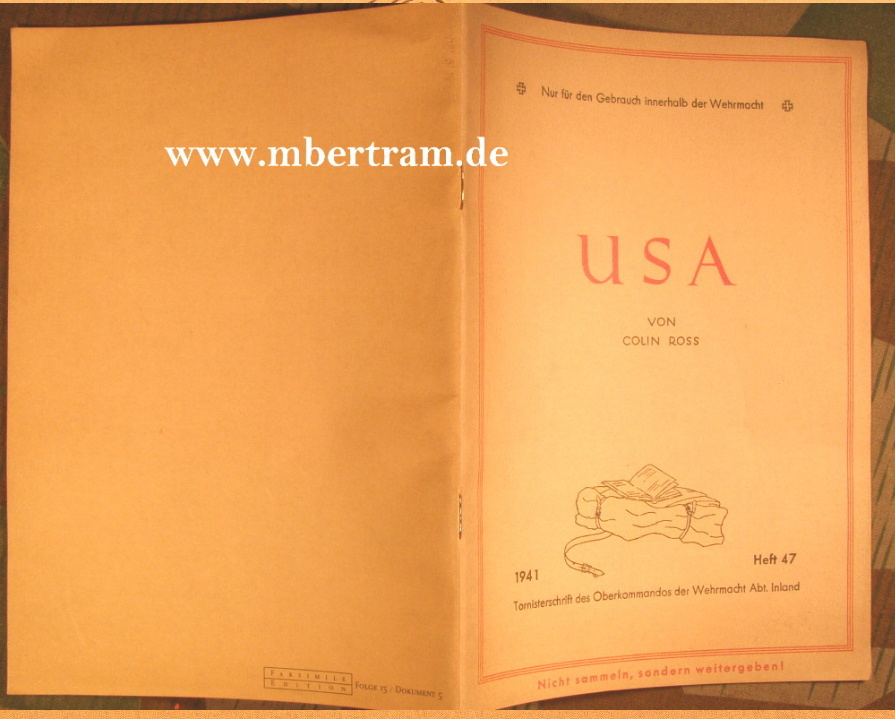 www.mbertram.de
Nur für den Gebrauch innerhalb der Wehrmacht
USA
VON
COLIN ROSS
1941
Heft 47
Tornisterschrift des Oberkommandos der Wehrmacht Abt. Inland
Nicht sammeln, sondern weitergeben!
FAKSIMILE
EDITION
FOLGE 15 / DOKUMENT 5